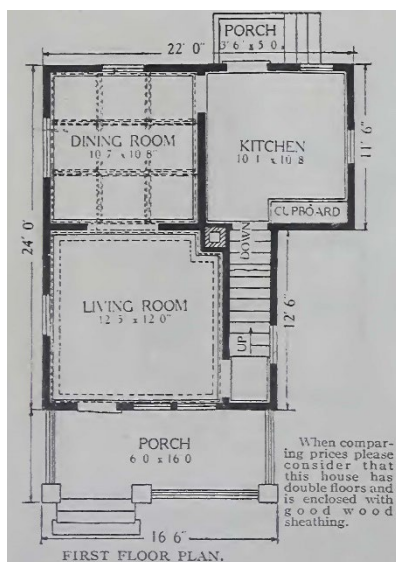 PORCH
3'6" x 5 0
22' 0"
DINING ROOM
10 7 x 10 8"
KITCHEN
10 1 x 10 8
11' 6"
CUPBOARD
DOWN
24' 0'
LIVING ROOM
12 5 x 12 0"
UP
12' 6"
PORCH
6 0 x 16 0
When compar-
ing prices please
consider that
this house has
double floors and
is enclosed with
good wood
sheathing.
16' 6"
FIRST FLOOR PLAN.